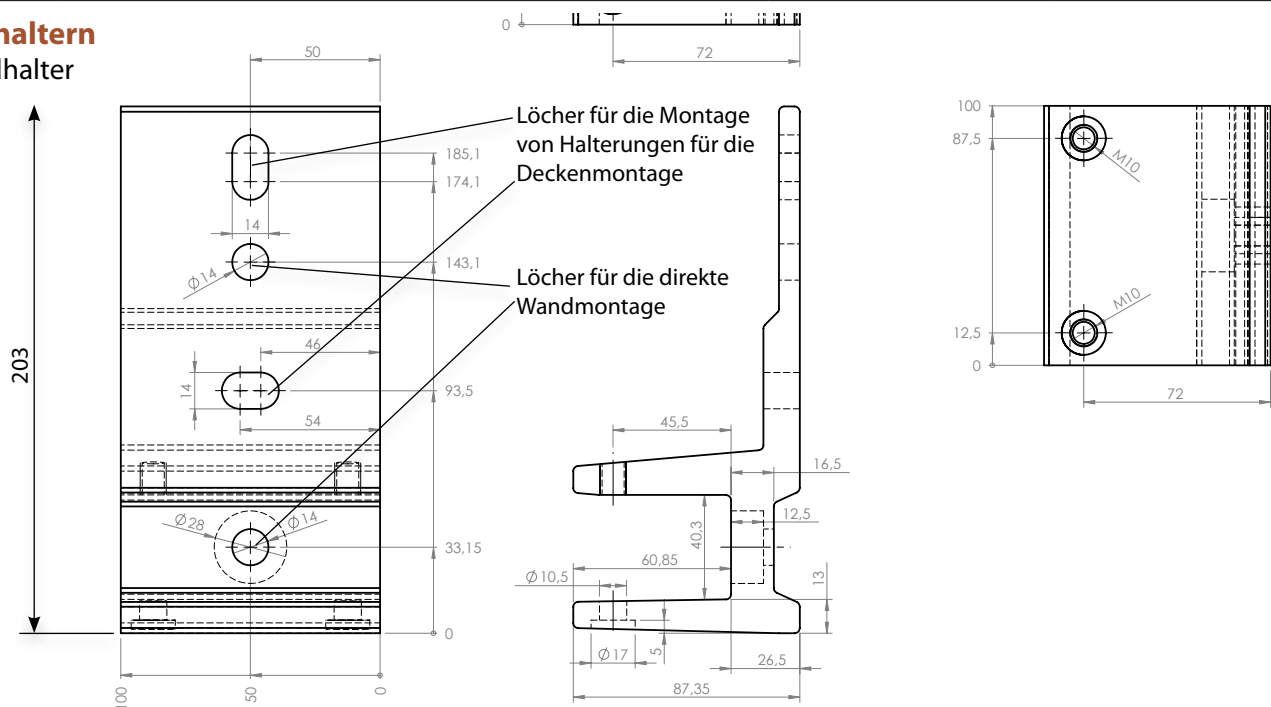 haltern
halter
0
72
50
Löcher für die Montage
von Halterungen für die
Deckenmontage
185,1
174,1
14
Ø14
143,1
Löcher für die direkte
Wandmontage
203
46
14
93,5
54
Ø28
Ø14
33,15
0
100
50
0
45,5
16,5
12,5
40,3
60,85
Ø10,5
13
Ø17
5
26,5
87,35
100
87,5
M10
M10
12,5
0
72